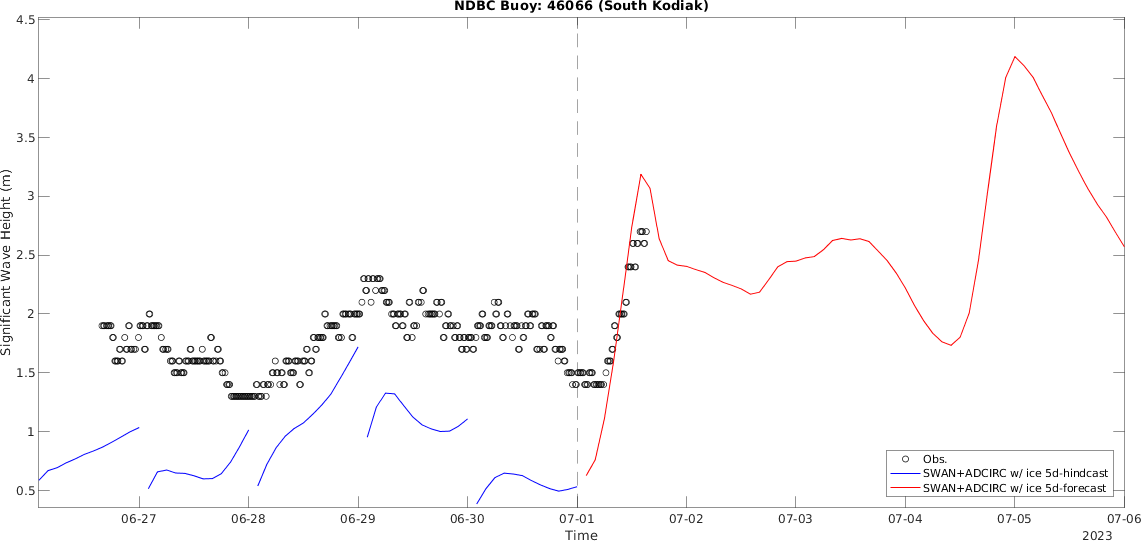 NDBC Buoy: 46066 (South Kodiak)
4.5
4
3.5
3
2.5
2
1.5
1
0.5
Significant Wave Height (m)
Obs.
SWAN+ADCIRC w/ ice 5d-hindcast
SWAN+ADCIRC w/ ice 5d-forecast
06-27 06-28 06-29 06-30 07-01 07-02 07-03 07-04 07-05 07-06
Time
2023